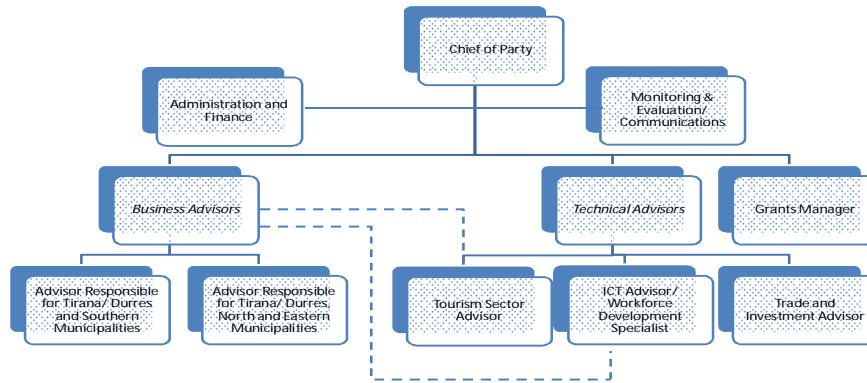 Chief of Party
Administration and
Finance
Monitoring &
Evaluation/
Communications
Business Advisors
Technical Advisors
Grants Manager
Advisor Responsible
for Tirana/ Durres
and Southern
Municipalities
Advisor Responsible
for Tirana/ Durres,
North and Eastern
Municipalities
Tourism Sector
Advisor
ICT Advisor/
Workforce
Development
Specialist
Trade and
Investment Advisor